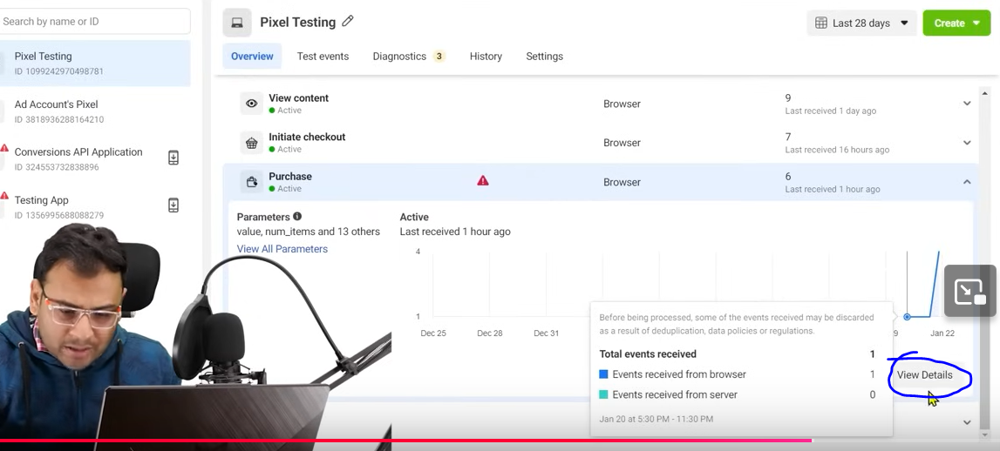 Search by name or ID
Pixel Testing
ID 1099242970498781
Ad Account's Pixel
ID 3818936288164210
Conversions API Application
ID 324553732838896
Testing App
ID 1356995688088279
Pixel Testing
Last 28 days
Create
Overview
Test events
Diagnostics 3
History
Settings
View content
Active
Browser
9
Last received 1 day ago
Initiate checkout
Active
Browser
7
Last received 16 hours ago
Purchase
Active
Browser
6
Last received 1 hour ago
Parameters
value, num_items and 13 others
View All Parameters
Active
Last received 1 hour ago
4
1
Dec 25
Dec 28
Dec 31
9
Jan 22
Before being processed, some of the events received may be discarded
as a result of deduplication, data policies or regulations.
Total events received 1
Events received from browser 1
Events received from server 0
Jan 20 at 5:30 PM - 11:30 PM
View Details